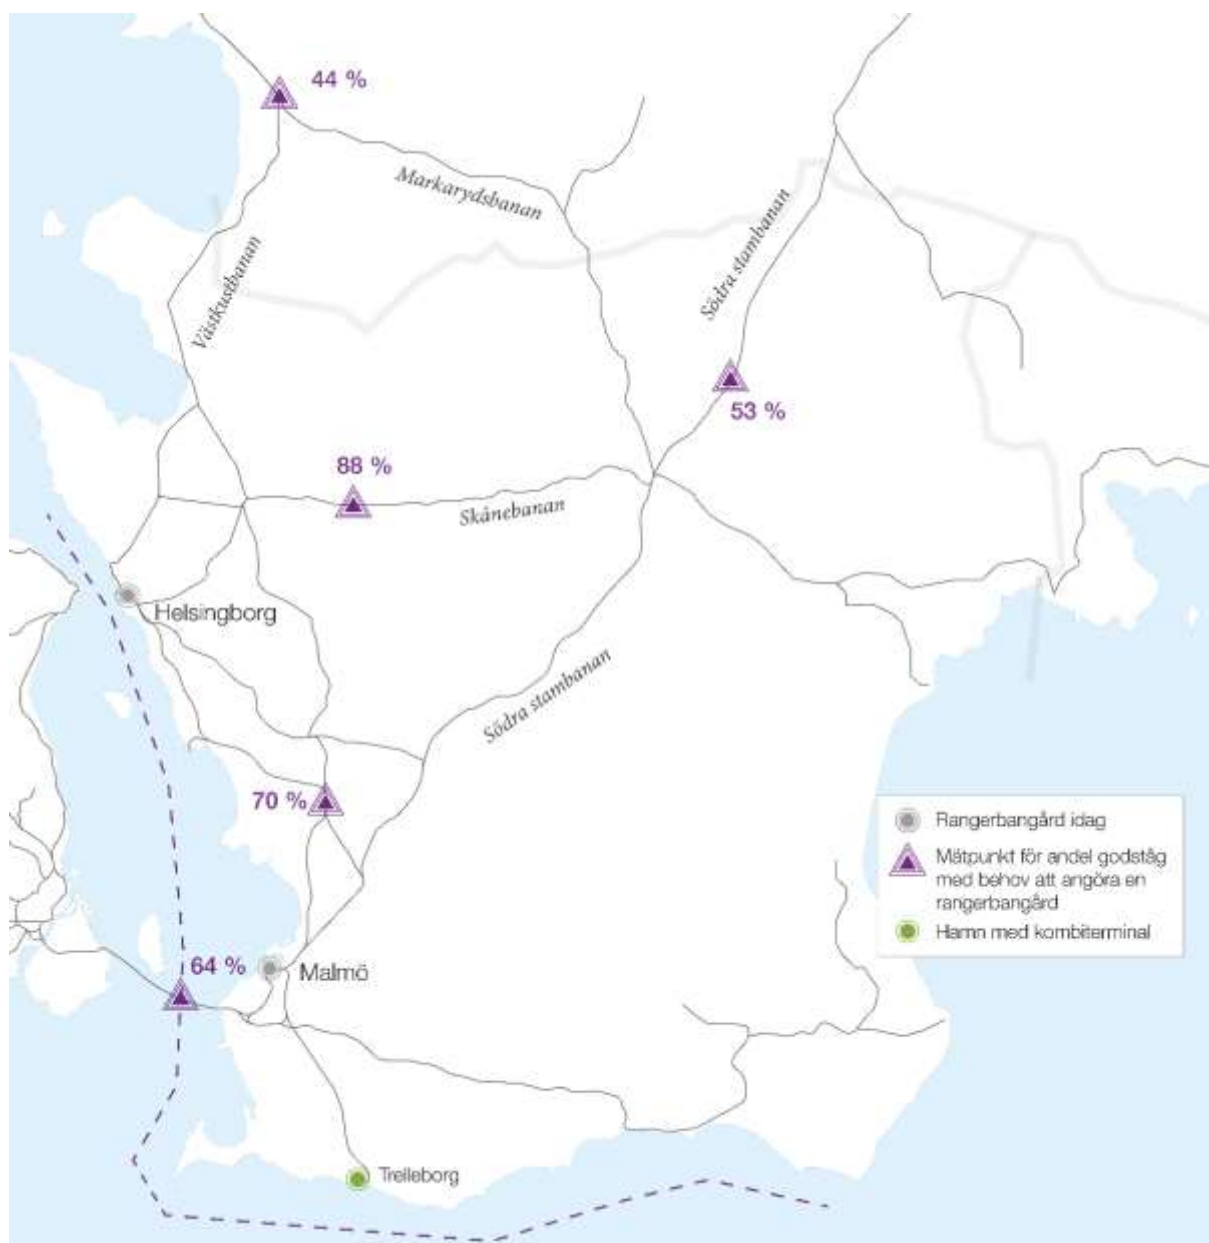 44 %
Markarydsbanan
Södra stambanan
Västkustbanan
53 %
88 %
Skånebanan
Helsingborg
Södra stambanan
70 %
Rangerbangård idag
Mätpunkt för andel godståg
med behov att angöra en
rangerbangård
Hamn med kombiterminal
64 %
Malmö
Trelleborg